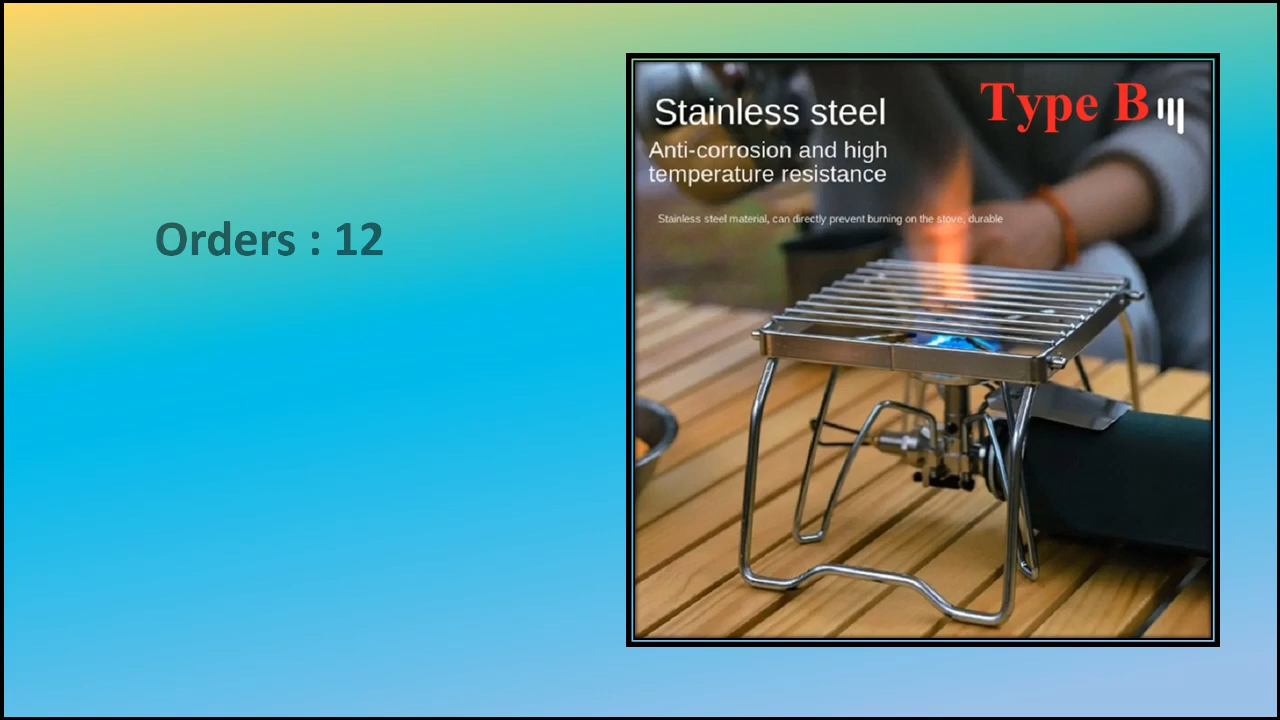 Orders : 12
Type B
Stainless steel
Anti-corrosion and high
temperature resistance
Stainless steel material, can directly prevent burning on the stove, durable